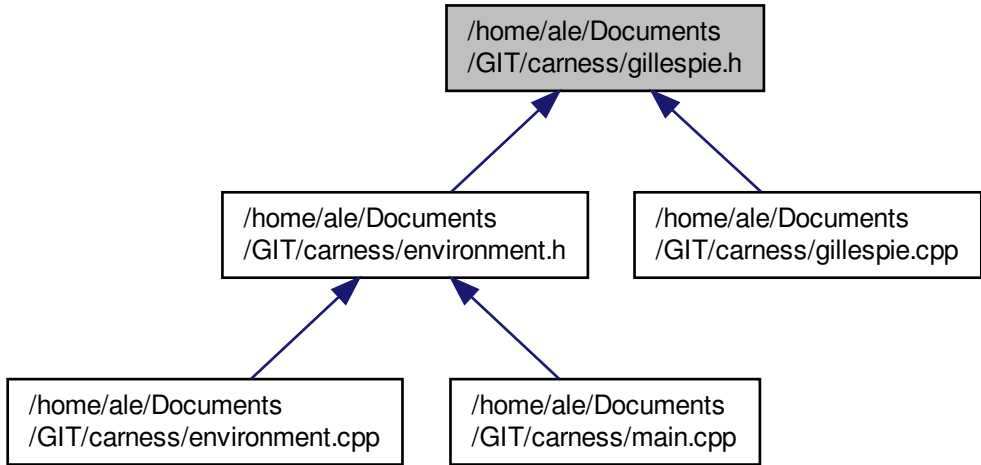 /home/ale/Documents
/GIT/carness/gillespie.h
/home/ale/Documents
/GIT/carness/environment.h
/home/ale/Documents
/GIT/carness/gillespie.cpp
/home/ale/Documents
/GIT/carness/environment.cpp
/home/ale/Documents
/GIT/carness/main.cpp